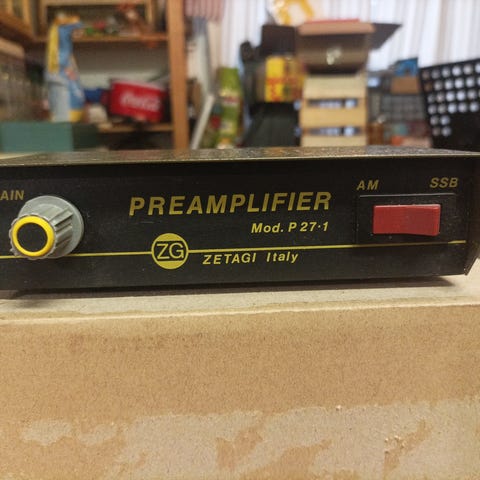 AIN
PREAMPLIFIER
AM SSB
Mod. P 27·1
ZG
ZETAGI Italy
Coca-Cola